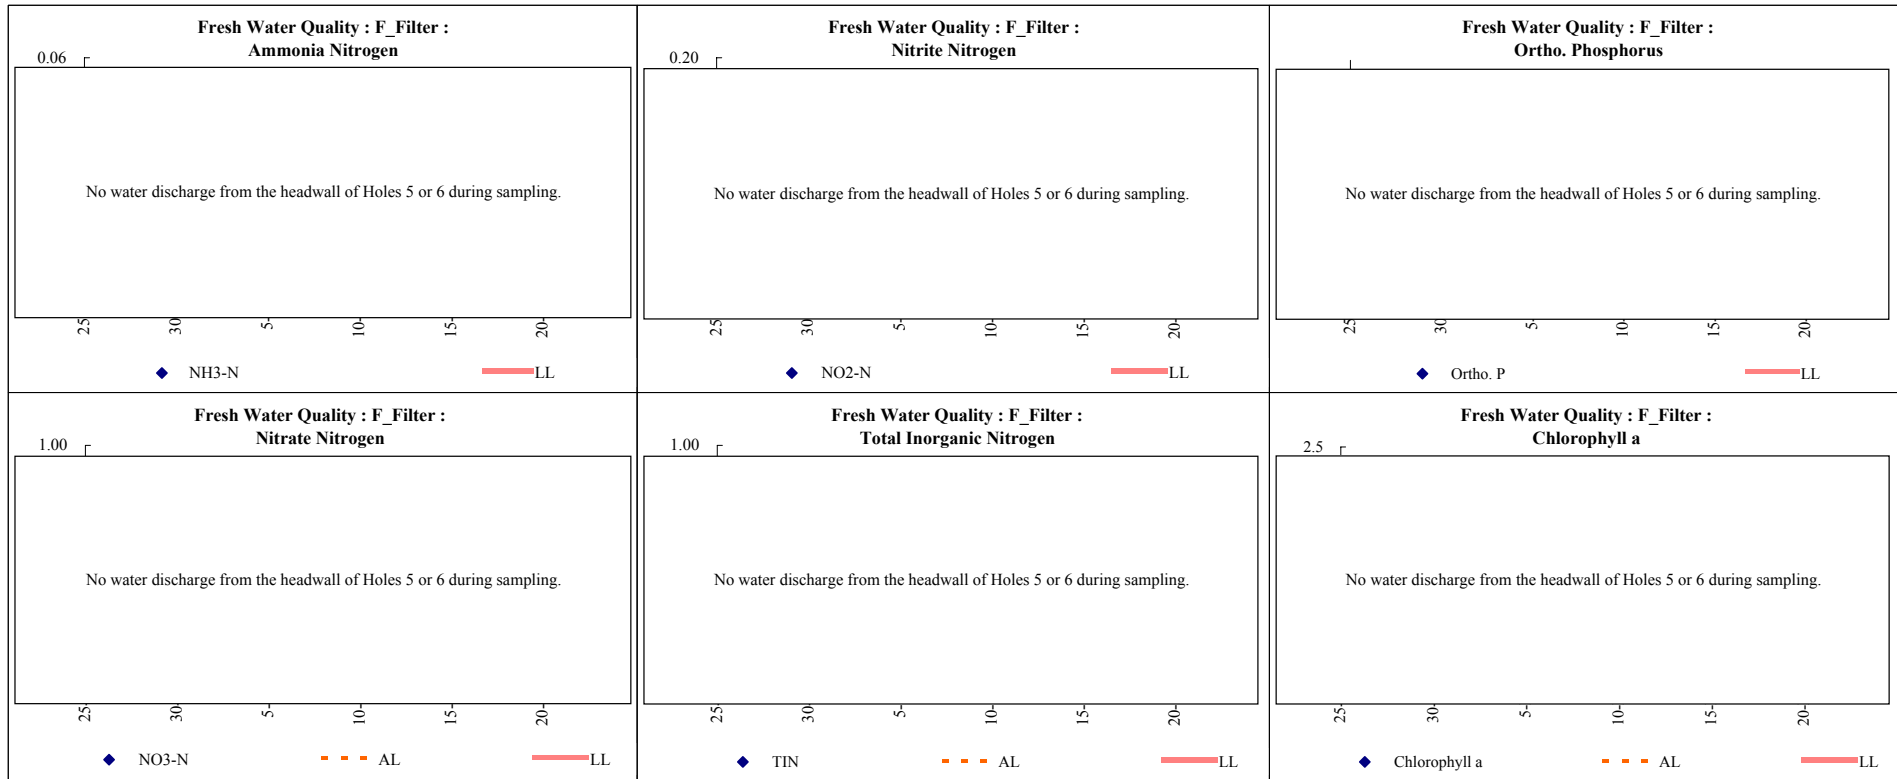 Fresh Water Quality : F_Filter :
Ammonia Nitrogen
0.06
No water discharge from the headwall of Holes 5 or 6 during sampling.
25 30 5 10 15 20
NH3-N LL
Fresh Water Quality : F_Filter :
Nitrite Nitrogen
0.20
No water discharge from the headwall of Holes 5 or 6 during sampling.
25 30 5 10 15 20
NO2-N LL
Fresh Water Quality : F_Filter :
Ortho. Phosphorus
No water discharge from the headwall of Holes 5 or 6 during sampling.
25 30 5 10 15 20
Ortho. P LL
Fresh Water Quality : F_Filter :
Nitrate Nitrogen
1.00
No water discharge from the headwall of Holes 5 or 6 during sampling.
25 30 5 10 15 20
NO3-N AL LL
Fresh Water Quality : F_Filter :
Total Inorganic Nitrogen
1.00
No water discharge from the headwall of Holes 5 or 6 during sampling.
25 30 5 10 15 20
TIN AL LL
Fresh Water Quality : F_Filter :
Chlorophyll a
2.5
No water discharge from the headwall of Holes 5 or 6 during sampling.
25 30 5 10 15 20
Chlorophyll a AL LL